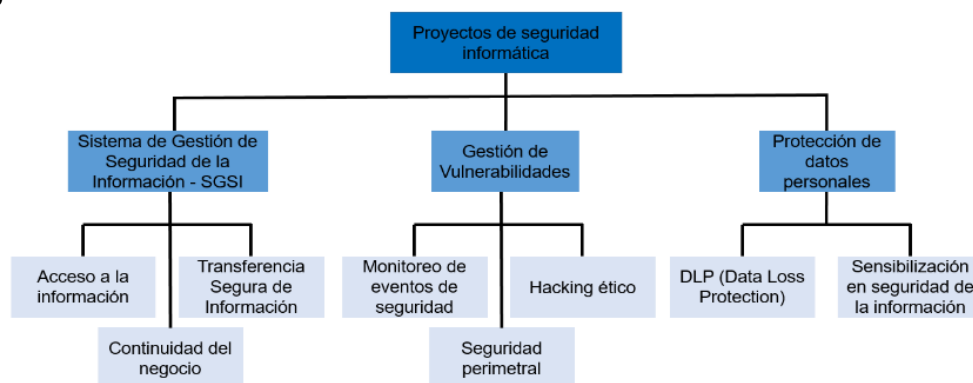 Proyectos de seguridad
informática
Sistema de Gestión de
Seguridad de la
Información - SGSI
Gestión de
Vulnerabilidades
Protección de
datos
personales
Acceso a la
información
Transferencia
Segura de
Información
Monitoreo de
eventos de
seguridad
Hacking ético
DLP (Data Loss
Protection)
Sensibilización
en seguridad de
la información
Continuidad del
negocio
Seguridad
perimetral